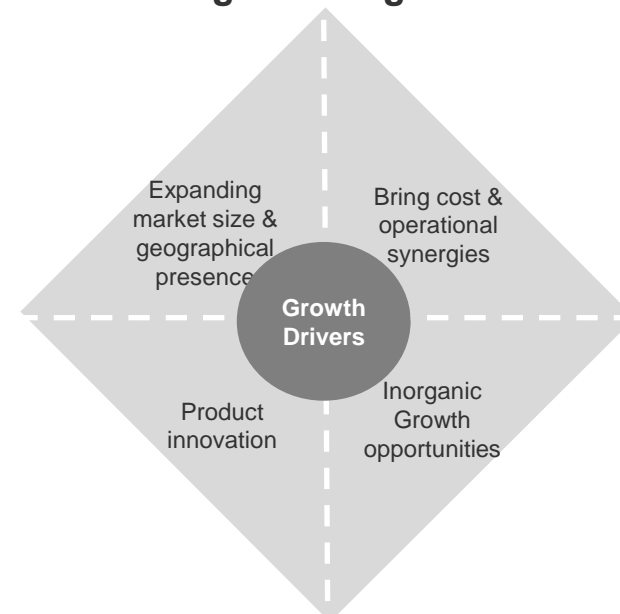 Expanding
market size &
geographical
presence
Bring cost &
operational
synergies
Growth
Drivers
Product
innovation
Inorganic
Growth
opportunities